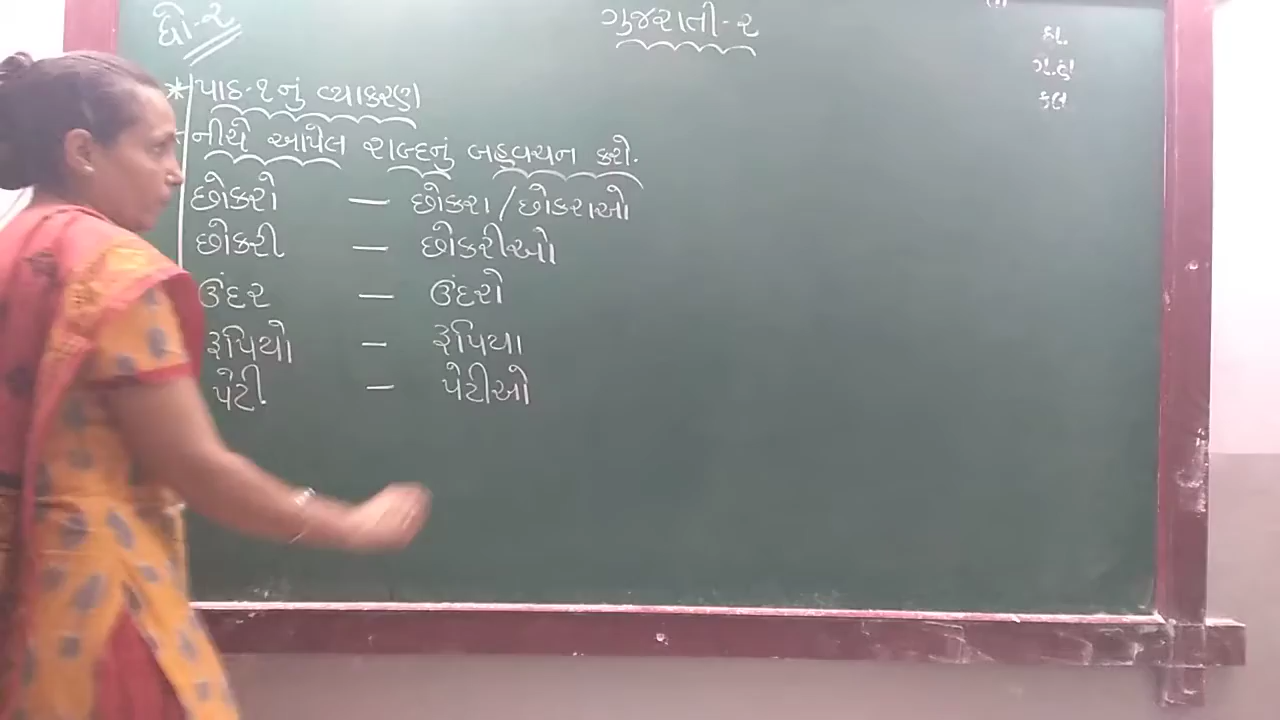 ધો-૨
ગુજરાતી-૨
* પાઠ-૧નું વ્યાકરણ
- નીચે આપેલ શબ્દનું બહુવચન કરો.
છોકરો — છોકરા/છોકરાઓ
છોકરી — છોકરીઓ
ઉંદર — ઉંદરો
રૂપિયો — રૂપિયા
પેટી — પેટીઓ